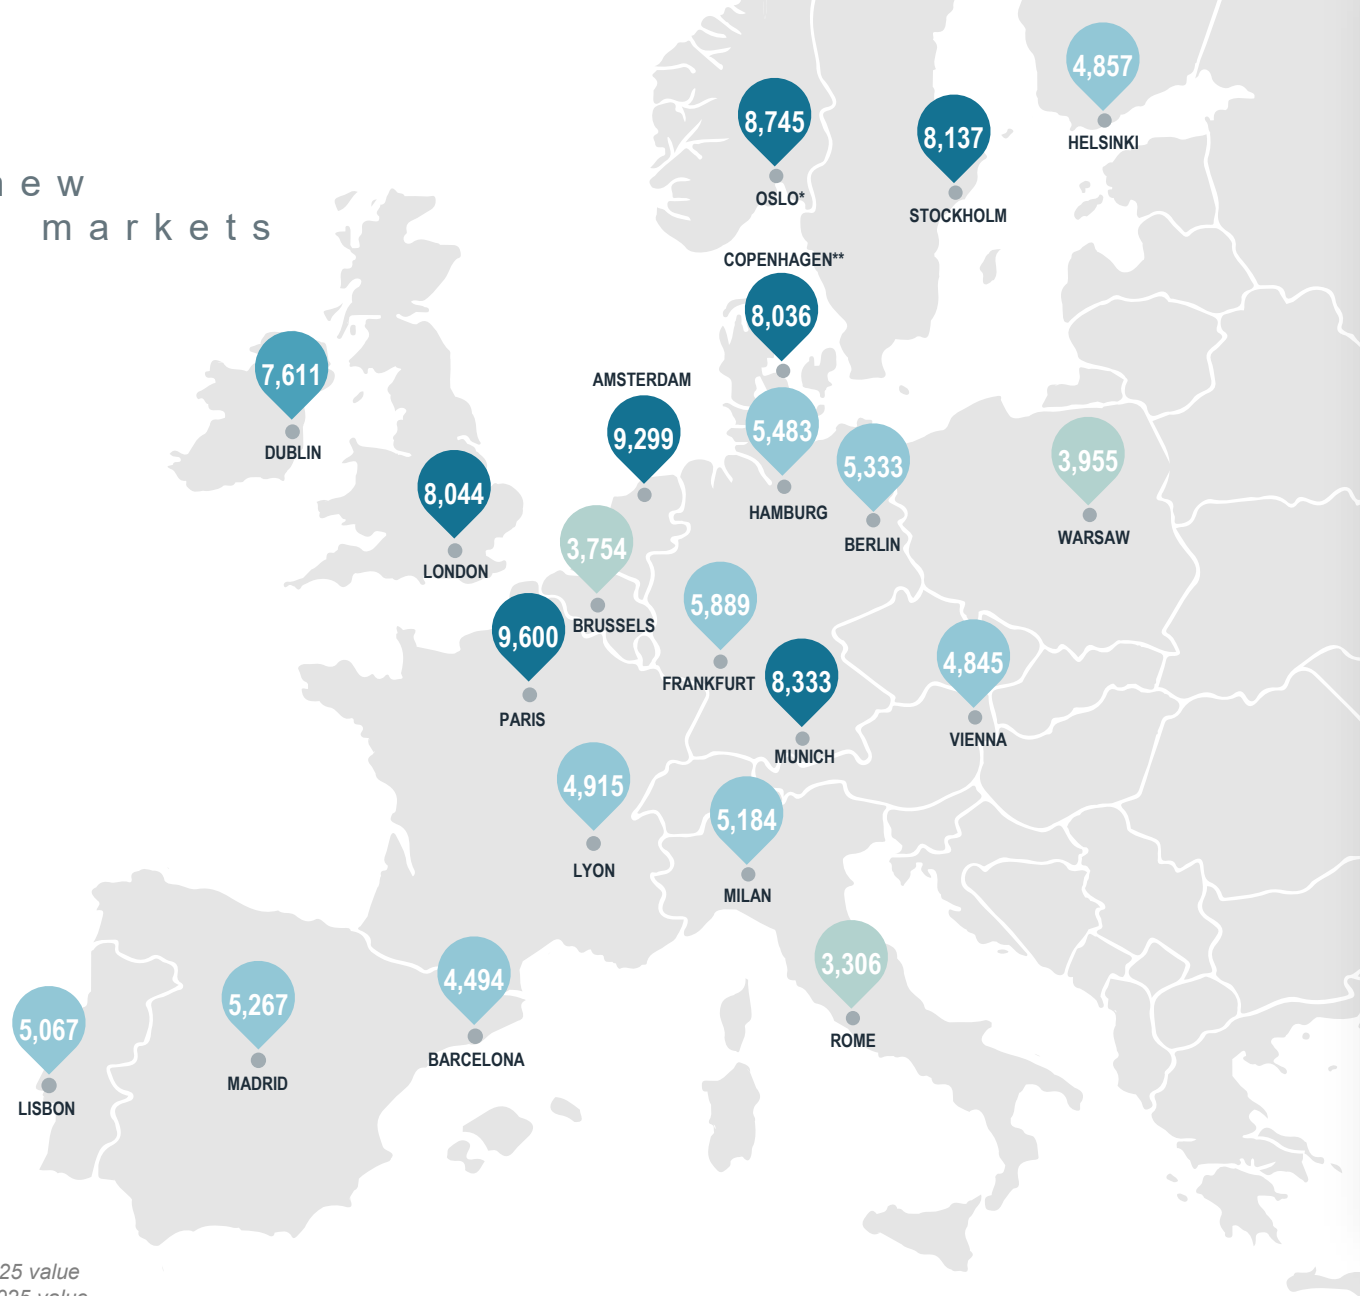 markets
4,857
HELSINKI
8,745
OSLO*
8,137
STOCKHOLM
COPENHAGEN**
8,036
7,611
DUBLIN
AMSTERDAM
9,299
5,483
HAMBURG
5,333
BERLIN
3,955
WARSAW
8,044
LONDON
3,754
BRUSSELS
9,600
PARIS
5,889
FRANKFURT
8,333
MUNICH
4,845
VIENNA
4,915
LYON
5,184
MILAN
3,306
ROME
4,494
BARCELONA
5,267
MADRID
5,067
LISBON
25 value